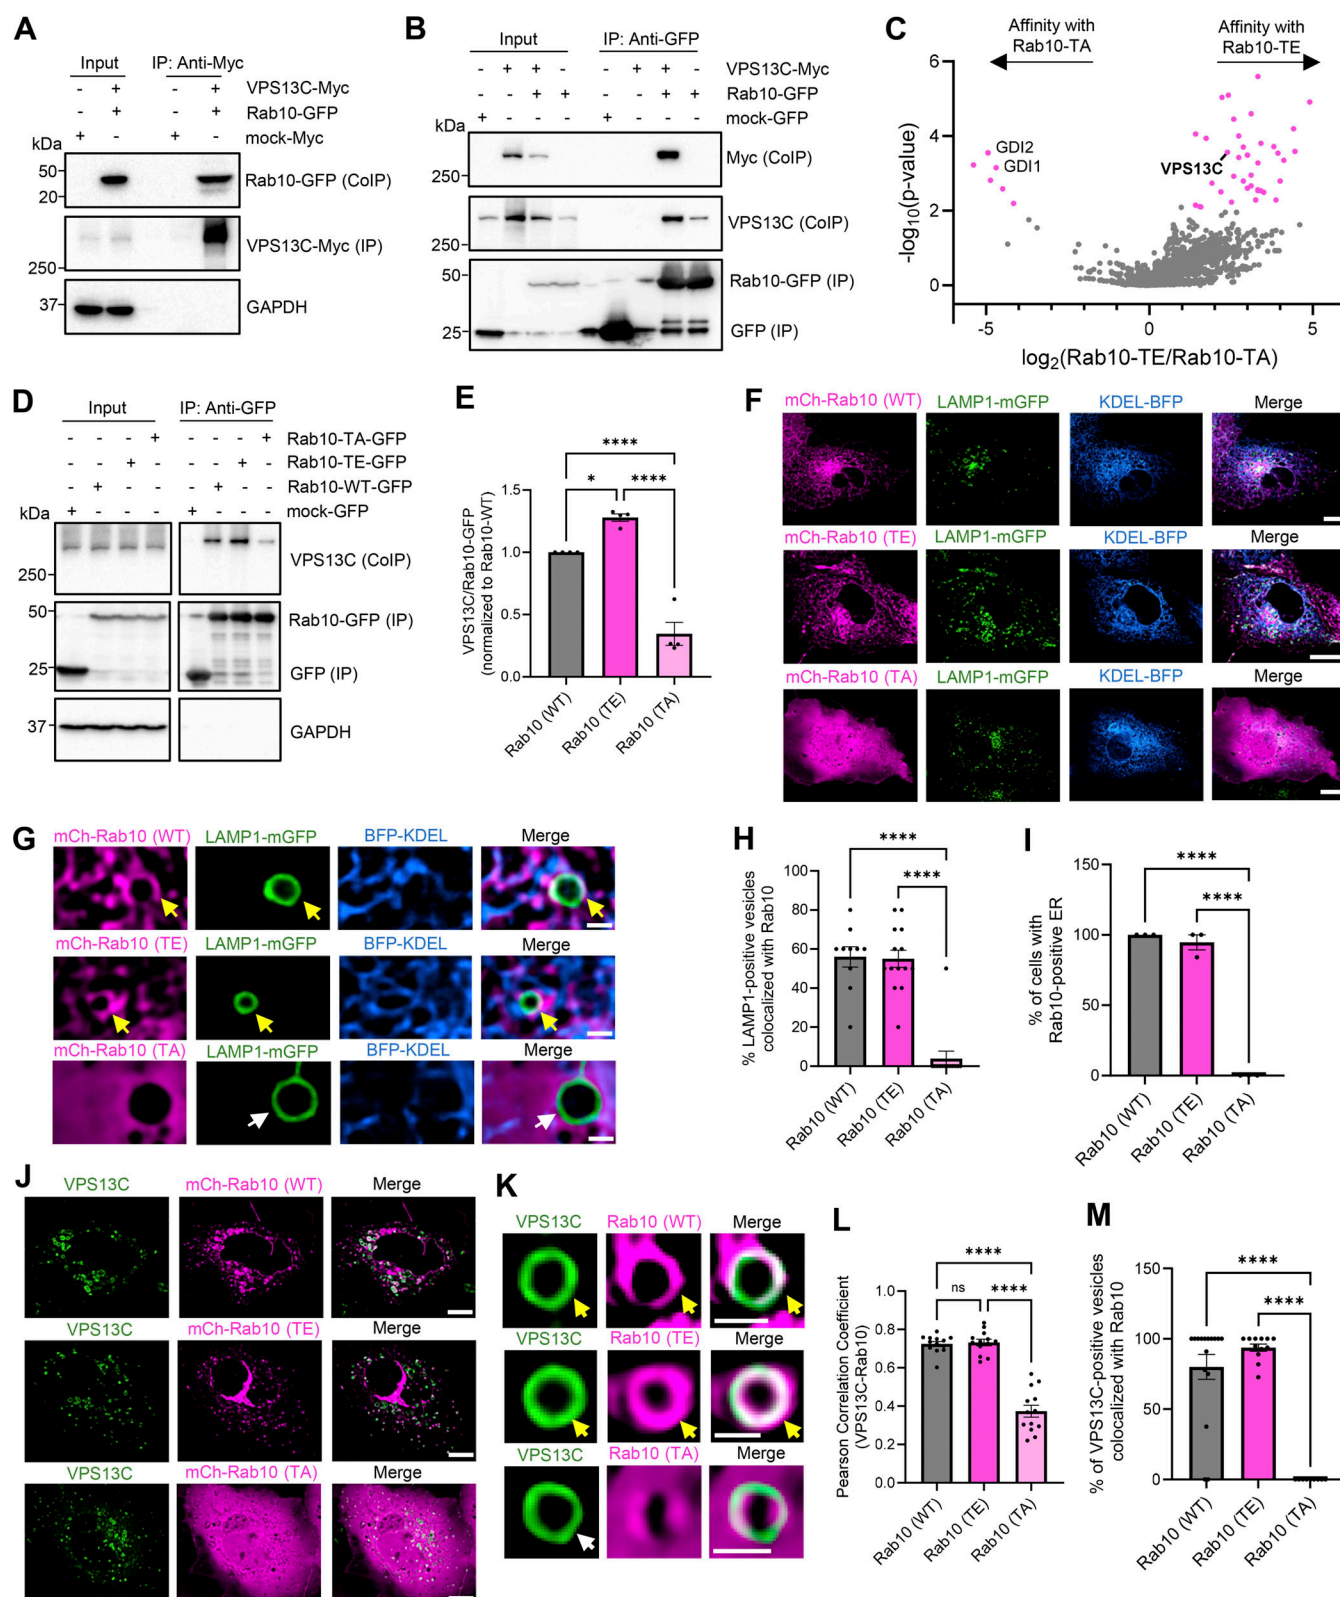 A
Input
IP: Anti-Myc
- + - + VPS13C-Myc
- + - + Rab10-GFP
+ - + - mock-Myc
kDa
50
20
Rab10-GFP (CoIP)
250
VPS13C-Myc (IP)
37
GAPDH
B
Input
IP: Anti-GFP
- + + - - + + - VPS13C-Myc
- - + + - - + + Rab10-GFP
+ - - - + - - - mock-GFP
kDa
250
Myc (CoIP)
VPS13C (CoIP)
250
50
Rab10-GFP (IP)
25
GFP (IP)
C
Affinity with
Rab10-TA
Affinity with
Rab10-TE
6
4
2
0
-log10(p-value)
GDI2
GDI1
VPS13C
-5
0
5
log2(Rab10-TE/Rab10-TA)
D
Input
IP: Anti-GFP
- - - + - - - + Rab10-TA-GFP
- - + - - - + - Rab10-TE-GFP
- + - - - + - - Rab10-WT-GFP
+ - - - + - - - mock-GFP
kDa
250
VPS13C (CoIP)
50
Rab10-GFP (IP)
25
GFP (IP)
37
GAPDH
E
****
* ****
1.5
1.0
0.5
0.0
VPS13C/Rab10-GFP
(normalized to Rab10-WT)
Rab10 (WT)
Rab10 (TE)
Rab10 (TA)
F
mCh-Rab10 (WT)
LAMP1-mGFP
KDEL-BFP
Merge
mCh-Rab10 (TE)
LAMP1-mGFP
KDEL-BFP
Merge
mCh-Rab10 (TA)
LAMP1-mGFP
KDEL-BFP
Merge
G
mCh-Rab10 (WT)
LAMP1-mGFP
BFP-KDEL
Merge
mCh-Rab10 (TE)
LAMP1-mGFP
BFP-KDEL
Merge
mCh-Rab10 (TA)
LAMP1-mGFP
BFP-KDEL
Merge
H
****
****
100
80
60
40
20
0
% LAMP1-positive vesicles
colocalized with Rab10
Rab10 (WT)
Rab10 (TE)
Rab10 (TA)
I
****
****
150
100
50
0
% of cells with
Rab10-positive ER
Rab10 (WT)
Rab10 (TE)
Rab10 (TA)
J
VPS13C
mCh-Rab10 (WT)
Merge
VPS13C
mCh-Rab10 (TE)
Merge
VPS13C
mCh-Rab10 (TA)
Merge
K
VPS13C
Rab10 (WT)
Merge
VPS13C
Rab10 (TE)
Merge
VPS13C
Rab10 (TA)
Merge
L
****
ns ****
1.0
0.8
0.6
0.4
0.2
0.0
Pearson Correlation Coefficient
(VPS13C-Rab10)
Rab10 (WT)
Rab10 (TE)
Rab10 (TA)
M
****
****
150
100
50
0
% of VPS13C-positive vesicles
colocalized with Rab10
Rab10 (WT)
Rab10 (TE)
Rab10 (TA)